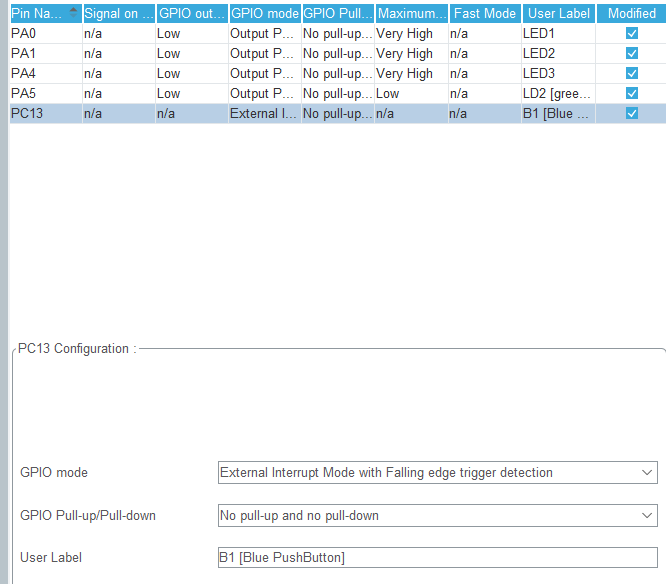 Pin Na... Signal on ... GPIO out... GPIO mode GPIO Pull... Maximum... Fast Mode User Label Modified
PA0 n/a Low Output P... No pull-up... Very High n/a LED1
PA1 n/a Low Output P... No pull-up... Very High n/a LED2
PA4 n/a Low Output P... No pull-up... Very High n/a LED3
PA5 n/a Low Output P... No pull-up... Low n/a LD2 [gree...
PC13 n/a n/a External I... No pull-up... n/a n/a B1 [Blue ...
PC13 Configuration :
GPIO mode External Interrupt Mode with Falling edge trigger detection
GPIO Pull-up/Pull-down No pull-up and no pull-down
User Label B1 [Blue PushButton]